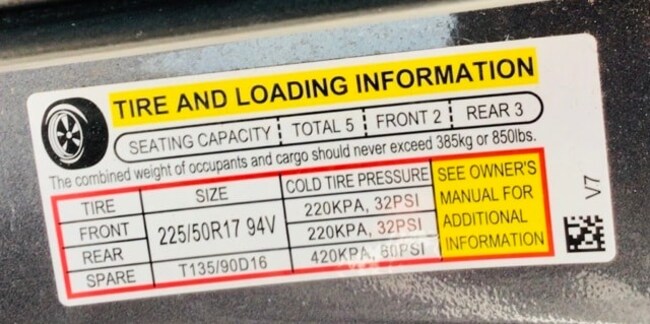 TIRE AND LOADING INFORMATION
SEATING CAPACITY TOTAL 5 FRONT 2 REAR 3
The combined weight of occupants and cargo should never exceed 385kg or 850lbs.
TIRE SIZE COLD TIRE PRESSURE
FRONT 225/50R17 94V 220KPA, 32PSI
REAR 220KPA, 32PSI
SPARE T135/90D16 420KPA, 60PSI
SEE OWNER'S
MANUAL FOR
ADDITIONAL
INFORMATION
V7